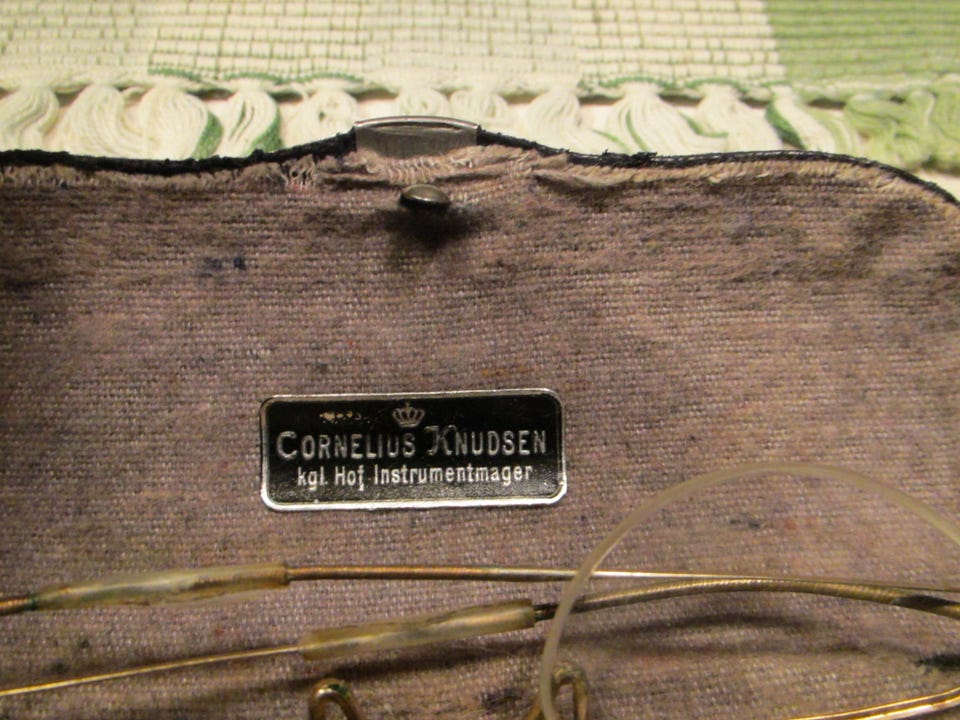 CORNELIUS KNUDSEN
kgl. Hof Instrumentmager